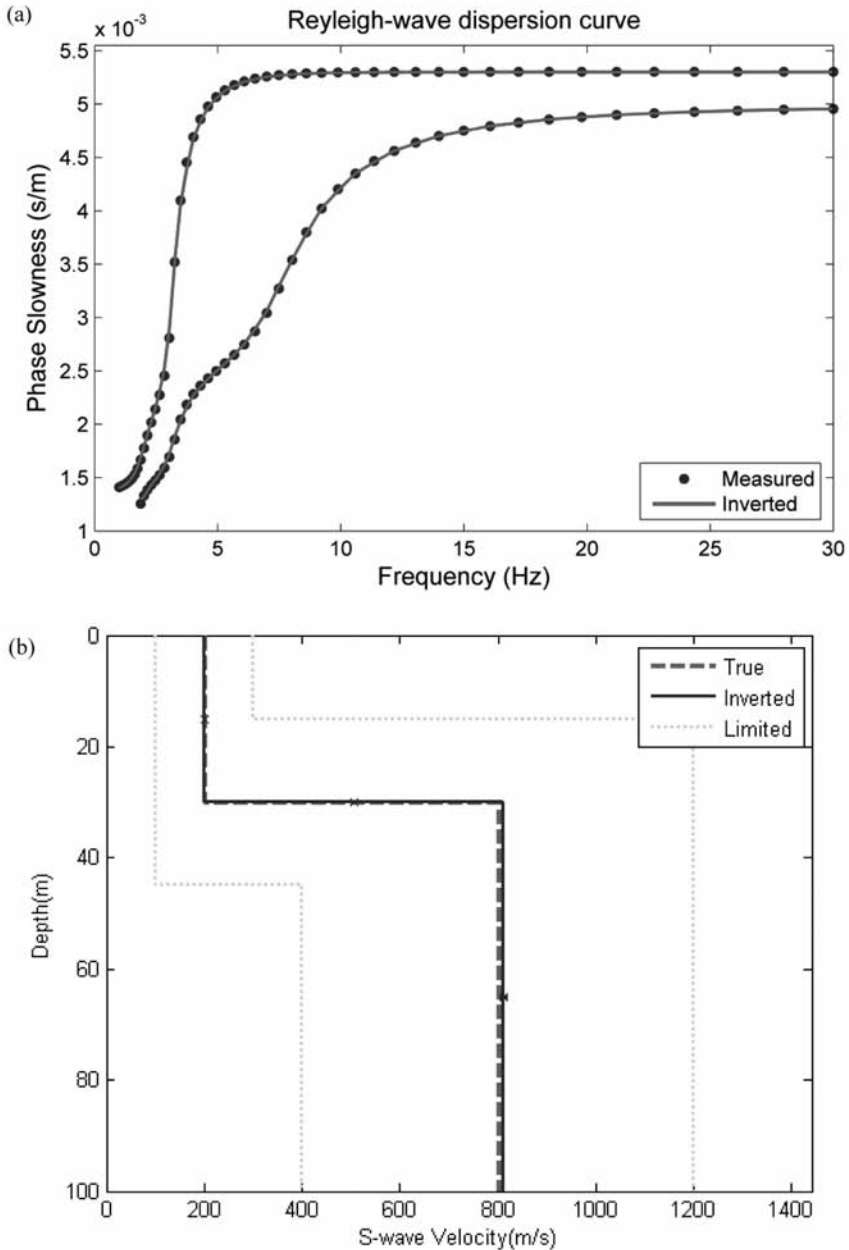 (a)
Reyleigh-wave dispersion curve
x 10⁻³
5.5
5
4.5
4
3.5
3
2.5
2
1.5
1
Phase Slowness (s/m)
Measured
Inverted
0 5 10 15 20 25 30
Frequency (Hz)
(b)
0
20
40
60
80
100
Depth(m)
True
Inverted
Limited
0 200 400 600 800 1000 1200 1400
S-wave Velocity(m/s)